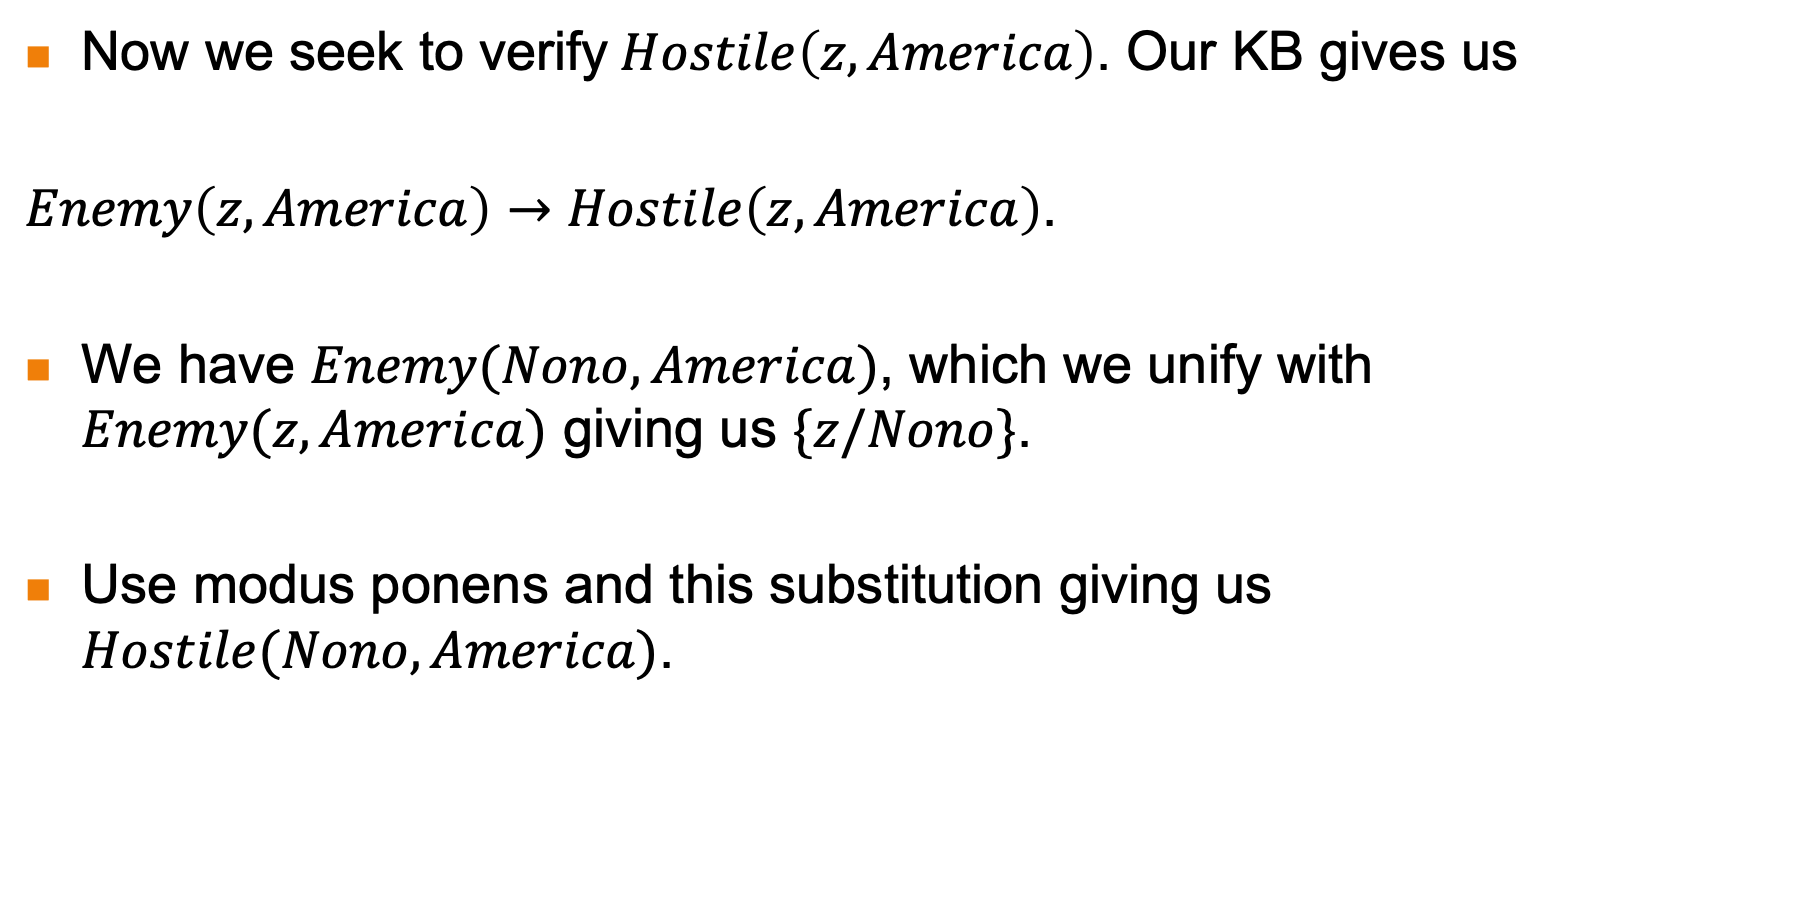 ▪ Now we seek to verify Hostile(z, America). Our KB gives us
Enemy(z, America) → Hostile(z, America).
▪ We have Enemy(Nono, America), which we unify with
Enemy(z, America) giving us {z/Nono}.
▪ Use modus ponens and this substitution giving us
Hostile(Nono, America).